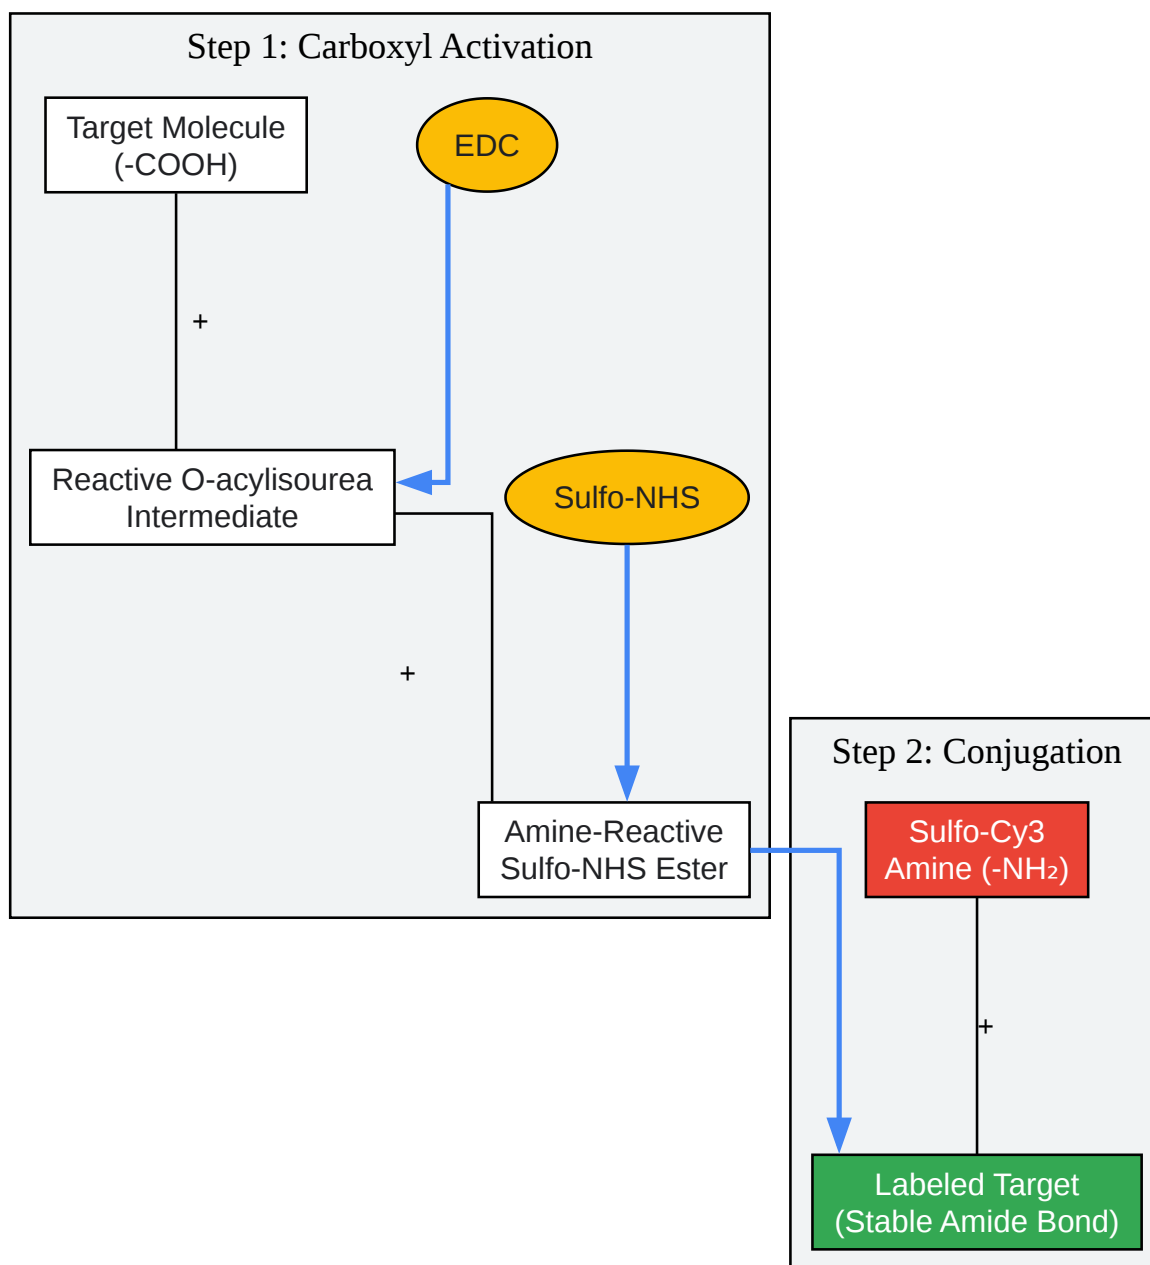 Step 1: Carboxyl Activation
Target Molecule
(-COOH)
EDC
+
Reactive O-acylisourea
Intermediate
Sulfo-NHS
+
Amine-Reactive
Sulfo-NHS Ester
Step 2: Conjugation
Sulfo-Cy3
Amine (-NH₂)
+
Labeled Target
(Stable Amide Bond)